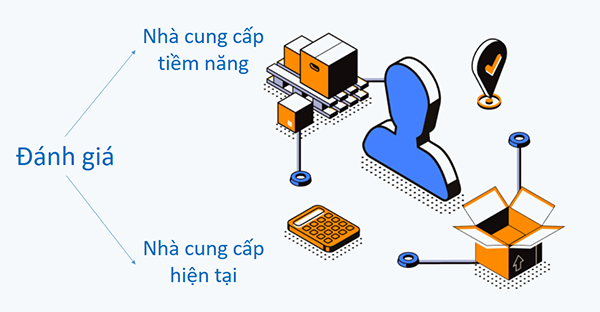 Nhà cung cấp
tiềm năng
Đánh giá
Nhà cung cấp
hiện tại